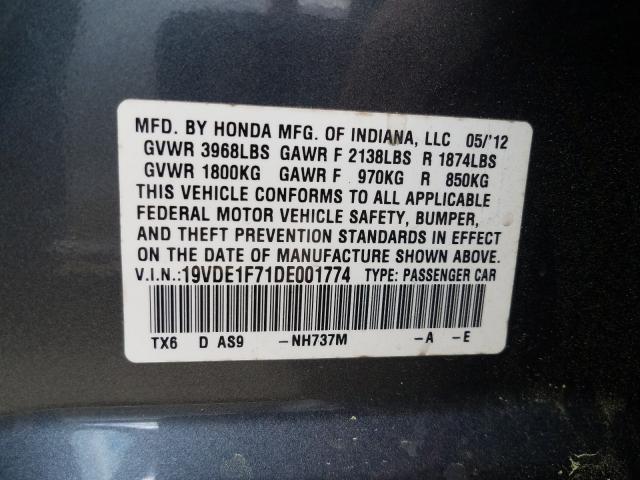 MFD. BY HONDA MFG. OF INDIANA, LLC 05/'12
GVWR 3968LBS GAWR F 2138LBS R 1874LBS
GVWR 1800KG GAWR F 970KG R 850KG
THIS VEHICLE CONFORMS TO ALL APPLICABLE
FEDERAL MOTOR VEHICLE SAFETY, BUMPER,
AND THEFT PREVENTION STANDARDS IN EFFECT
ON THE DATE OF MANUFACTURE SHOWN ABOVE.
V.I.N.:19VDE1F71DE001774 TYPE: PASSENGER CAR
TX6 D AS9 -NH737M -A -E